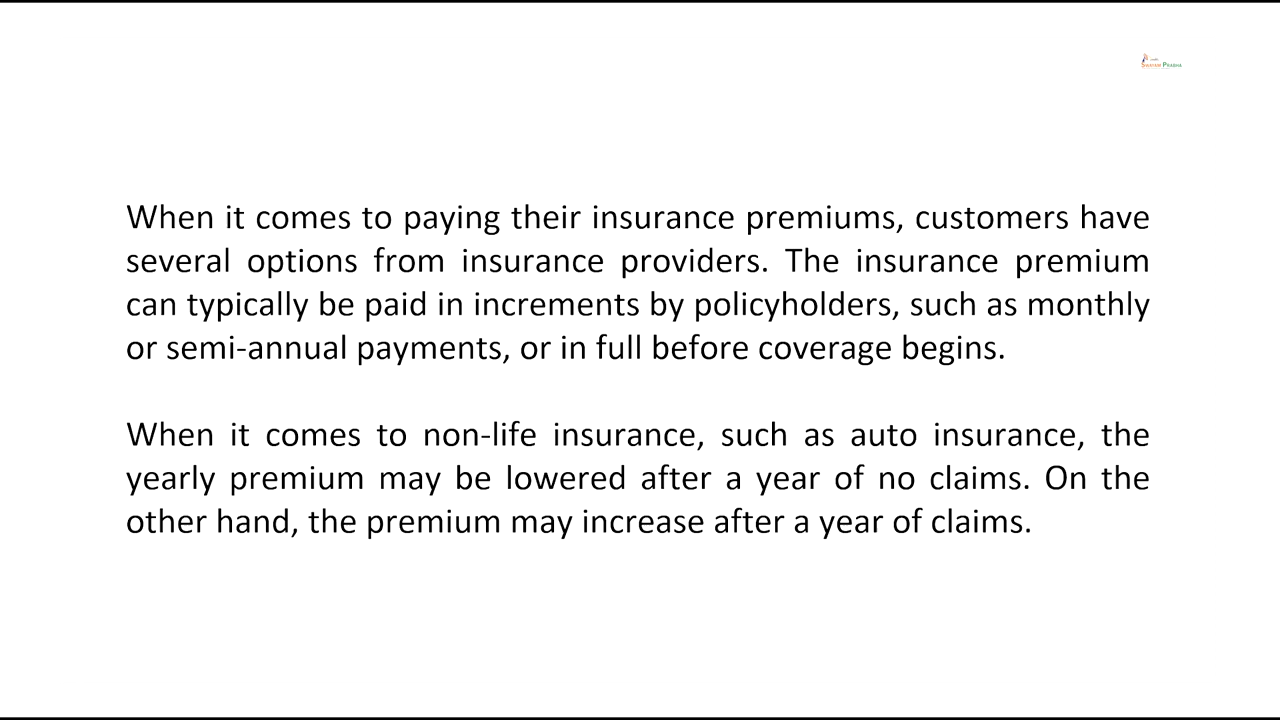 Swayam Prabha
When it comes to paying their insurance premiums, customers have
several options from insurance providers. The insurance premium
can typically be paid in increments by policyholders, such as monthly
or semi-annual payments, or in full before coverage begins.
When it comes to non-life insurance, such as auto insurance, the
yearly premium may be lowered after a year of no claims. On the
other hand, the premium may increase after a year of claims.